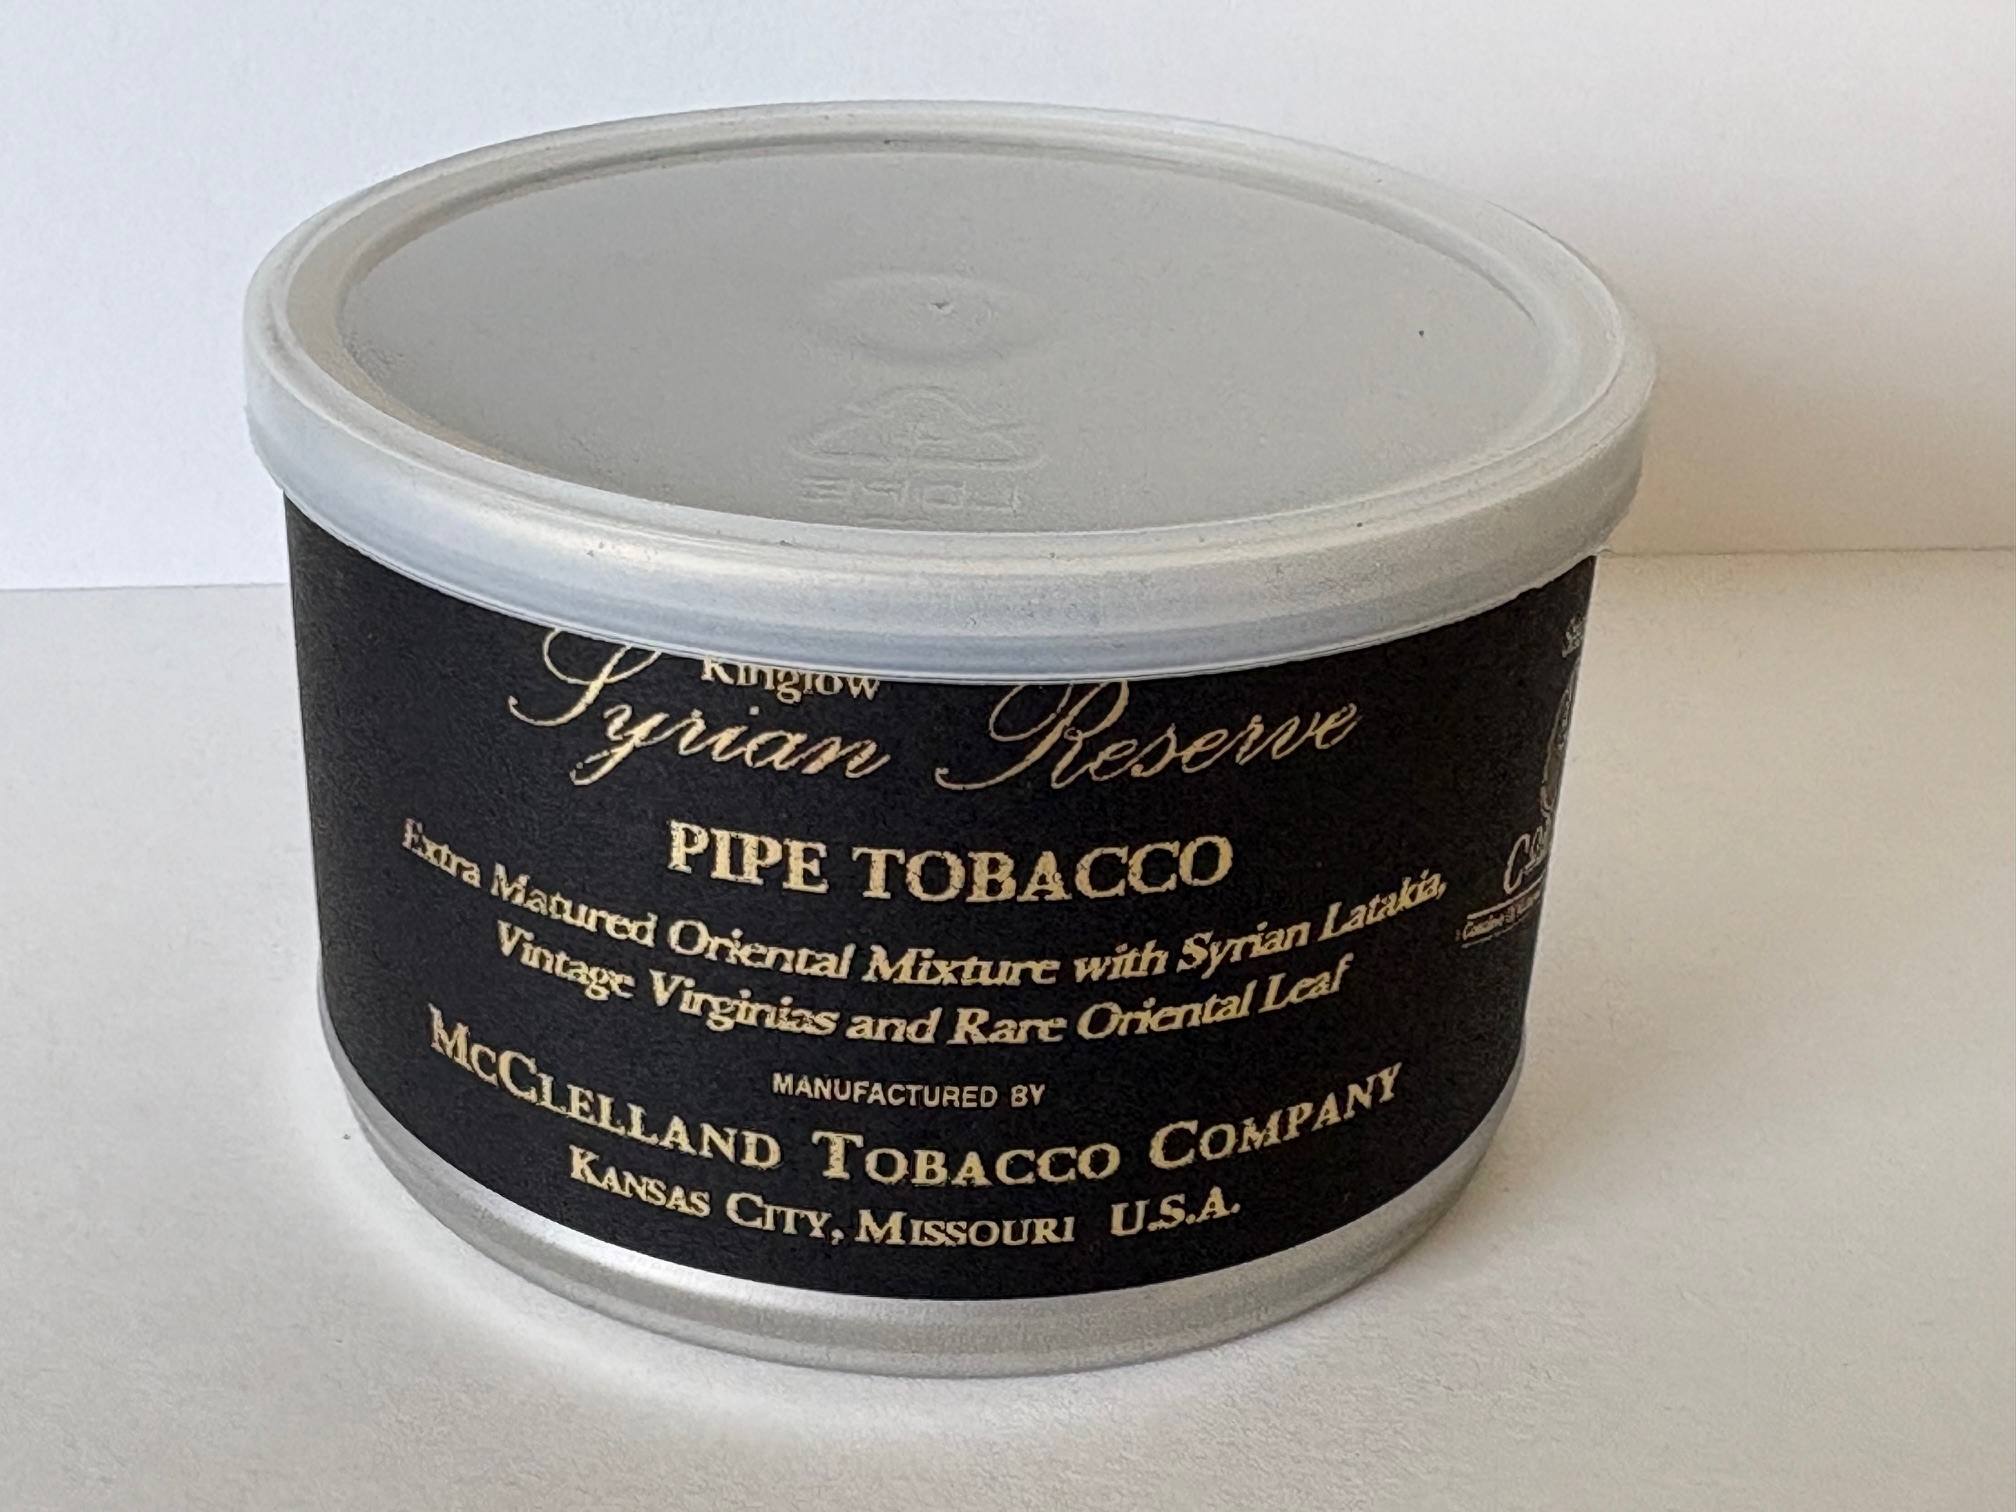 Kinglow
Syrian Reserve
PIPE TOBACCO
Extra Matured Oriental Mixture with Syrian Latakia,
Vintage Virginias and Rare Oriental Leaf
MANUFACTURED BY
McCLELLAND TOBACCO COMPANY
KANSAS CITY, MISSOURI U.S.A.